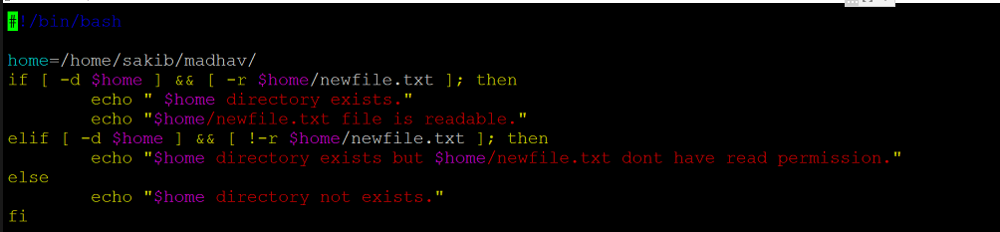 #!/bin/bash
home=/home/sakib/madhav/
if [ -d $home ] && [ -r $home/newfile.txt ]; then
        echo " $home directory exists."
        echo "$home/newfile.txt file is readable."
elif [ -d $home ] && [ !-r $home/newfile.txt ]; then
        echo "$home directory exists but $home/newfile.txt dont have read permission."
else
        echo "$home directory not exists."
fi